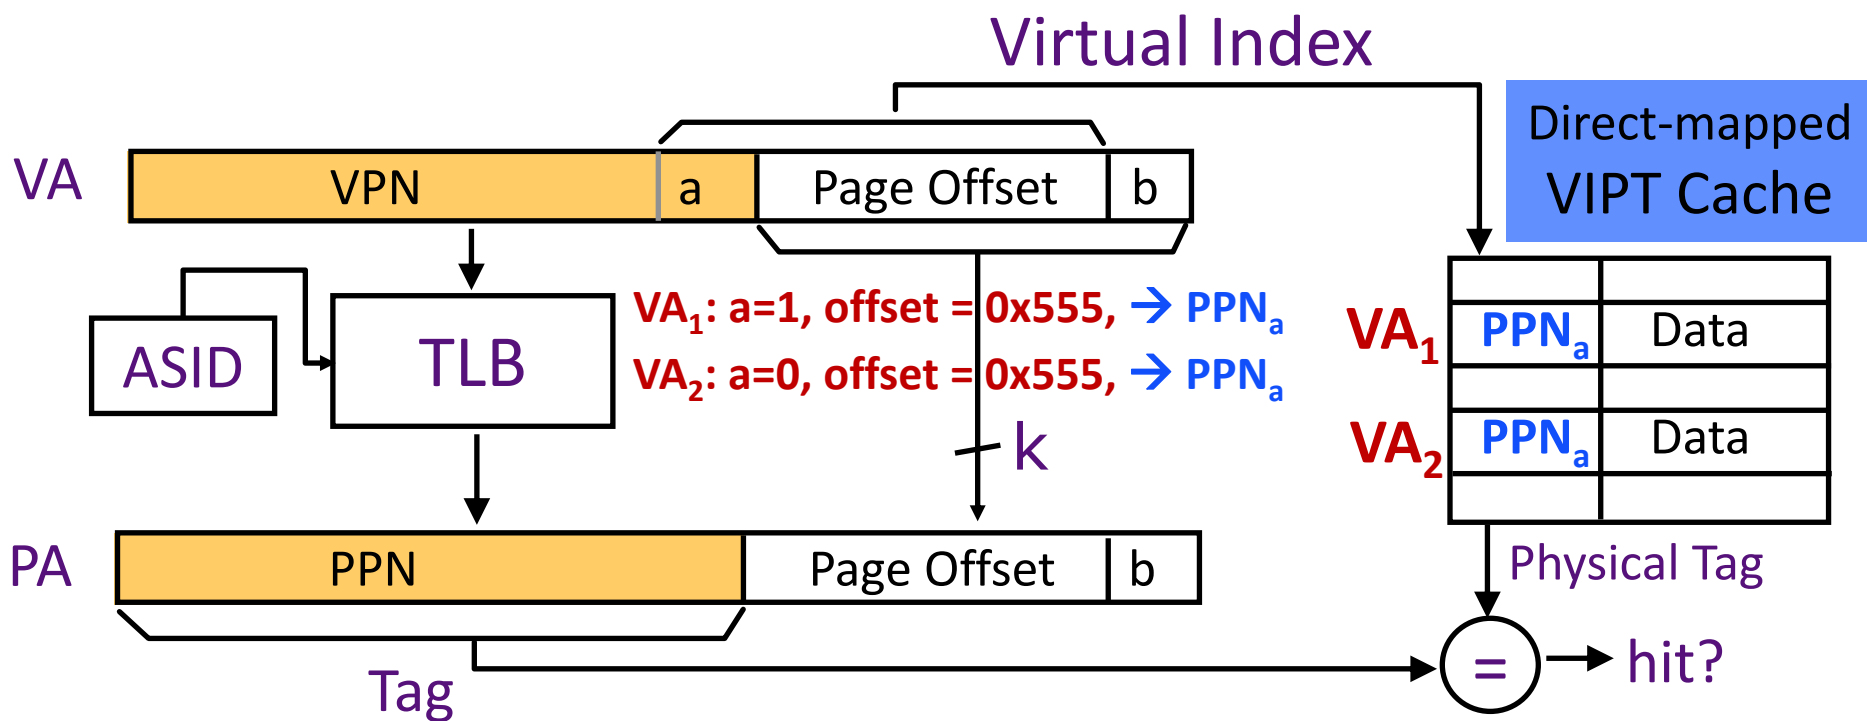 Virtual Index
Direct-mapped
VIPT Cache
VA
VPN
a
Page Offset
b
ASID
TLB
VA1: a=1, offset = 0x555, → PPNa
VA2: a=0, offset = 0x555, → PPNa
k
VA1
PPNa
Data
VA2
PPNa
Data
PA
PPN
Page Offset
b
Physical Tag
Tag
=
hit?